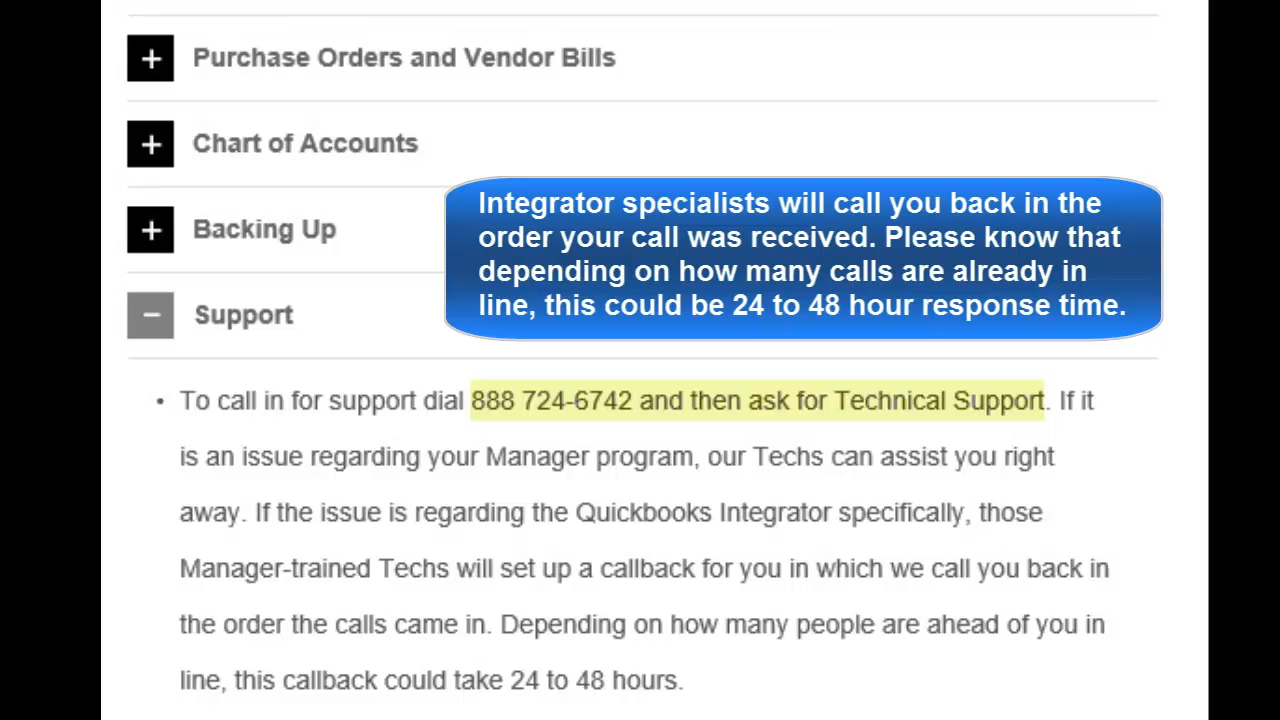 Purchase Orders and Vendor Bills
Chart of Accounts
Backing Up
Integrator specialists will call you back in the
order your call was received. Please know that
depending on how many calls are already in
line, this could be 24 to 48 hour response time.
Support
• To call in for support dial 888 724-6742 and then ask for Technical Support. If it
is an issue regarding your Manager program, our Techs can assist you right
away. If the issue is regarding the Quickbooks Integrator specifically, those
Manager-trained Techs will set up a callback for you in which we call you back in
the order the calls came in. Depending on how many people are ahead of you in
line, this callback could take 24 to 48 hours.